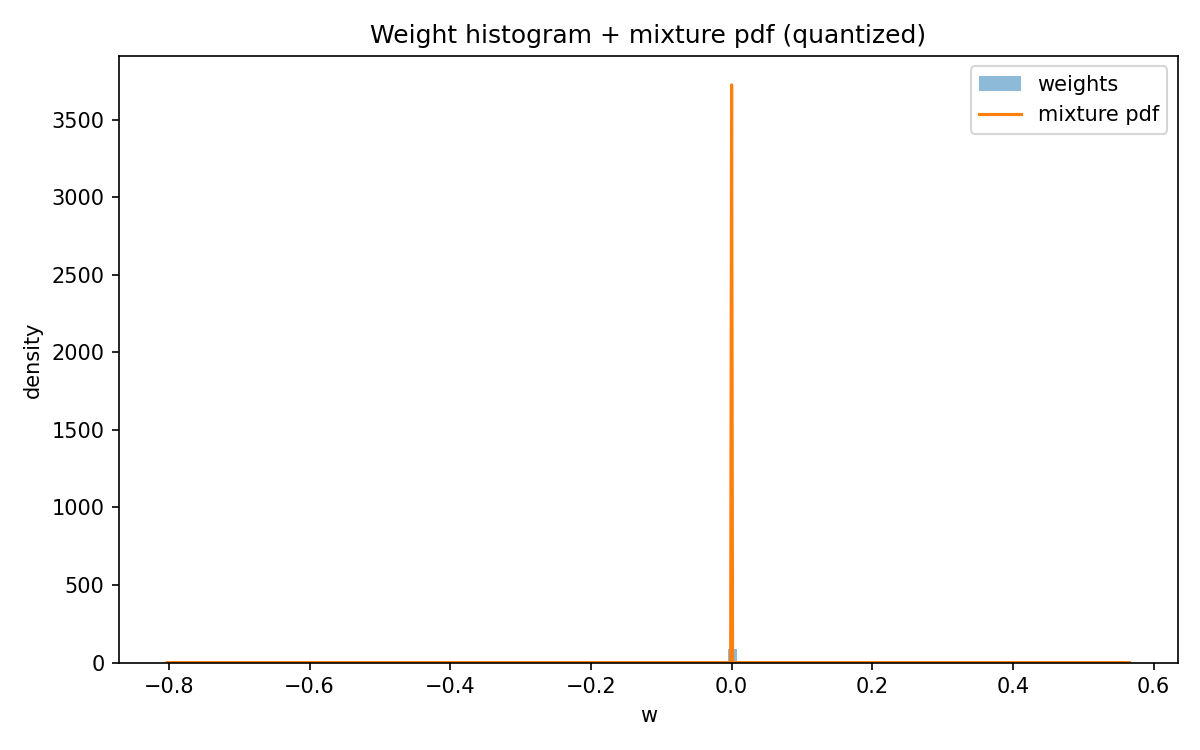 Weight histogram + mixture pdf (quantized)
weights
mixture pdf
density
3500
3000
2500
2000
1500
1000
500
0
−0.8 −0.6 −0.4 −0.2 0.0 0.2 0.4 0.6
w